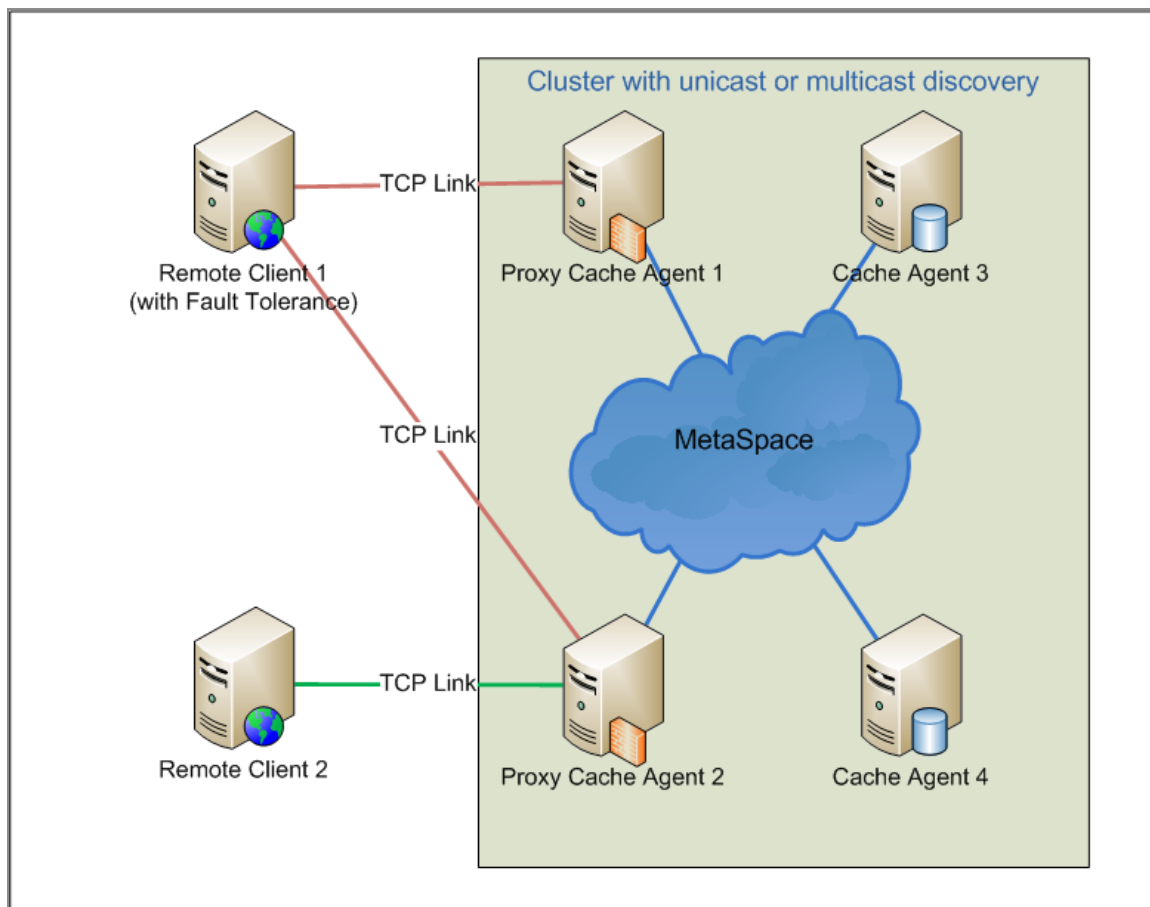 Cluster with unicast or multicast discovery
TCP Link
Remote Client 1
(with Fault Tolerance)
Proxy Cache Agent 1
Cache Agent 3
TCP Link
MetaSpace
TCP Link
Remote Client 2
Proxy Cache Agent 2
Cache Agent 4